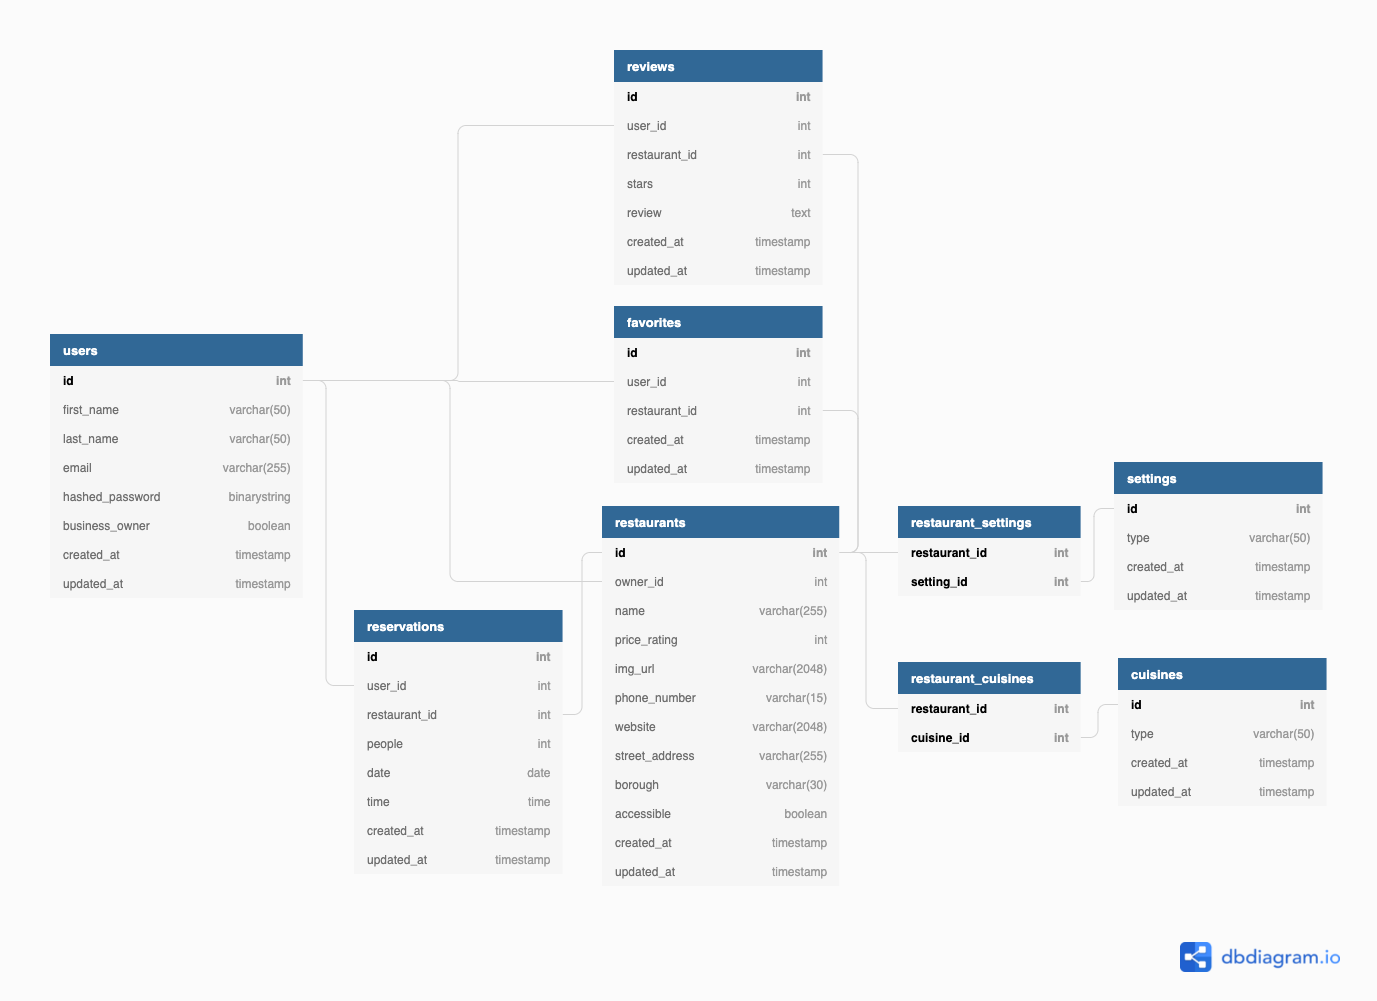 reviews
id int
user_id int
restaurant_id int
stars int
review text
created_at timestamp
updated_at timestamp
favorites
id int
user_id int
restaurant_id int
created_at timestamp
updated_at timestamp
users
id int
first_name varchar(50)
last_name varchar(50)
email varchar(255)
hashed_password binarystring
business_owner boolean
created_at timestamp
updated_at timestamp
reservations
id int
user_id int
restaurant_id int
people int
date date
time time
created_at timestamp
updated_at timestamp
restaurants
id int
owner_id int
name varchar(255)
price_rating int
img_url varchar(2048)
phone_number varchar(15)
website varchar(2048)
street_address varchar(255)
borough varchar(30)
accessible boolean
created_at timestamp
updated_at timestamp
restaurant_settings
restaurant_id int
setting_id int
settings
id int
type varchar(50)
created_at timestamp
updated_at timestamp
restaurant_cuisines
restaurant_id int
cuisine_id int
cuisines
id int
type varchar(50)
created_at timestamp
updated_at timestamp
dbdiagram.io